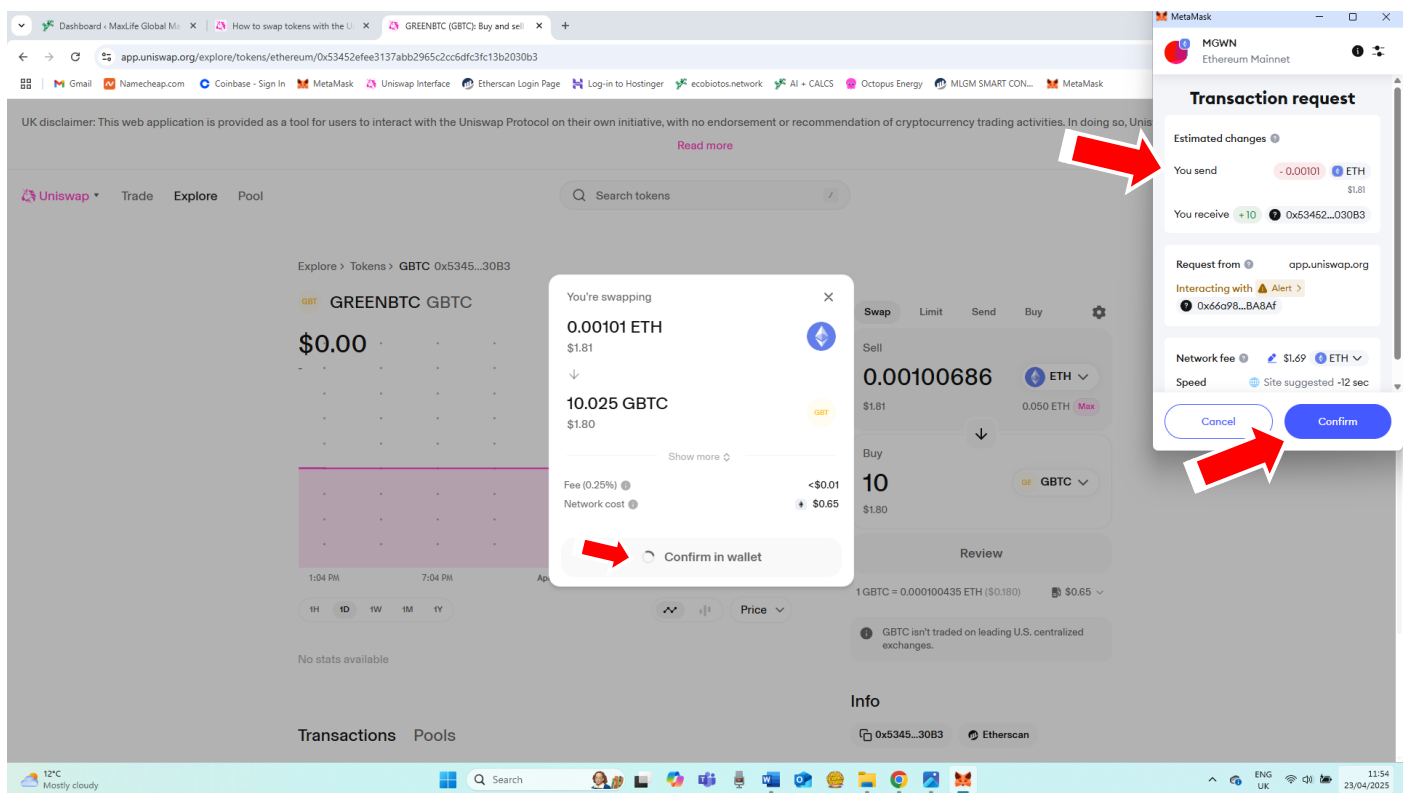 Dashboard ‹ MaxLife Global Ma
How to swap tokens with the U
GREENBTC (GBTC): Buy and sell
MetaMask
app.uniswap.org/explore/tokens/ethereum/0x53452efee3137abb2965c2cc6dfc3fc13b2030b3
Gmail Namecheap.com Coinbase - Sign In MetaMask Uniswap Interface Etherscan Login Page Log-in to Hostinger ecobiotos.network AI + CALCS Octopus Energy MLGM SMART CON... MetaMask
UK disclaimer: This web application is provided as a tool for users to interact with the Uniswap Protocol on their own initiative, with no endorsement or recommendation of cryptocurrency trading activities. In doing so, Unis
Read more
Uniswap Trade Explore Pool
Search tokens /
Explore > Tokens > GBTC 0x5345...30B3
GBT GREENBTC GBTC
$0.00
-
1:04 PM 7:04 PM Ap
1H 1D 1W 1M 1Y
Price
No stats available
Transactions Pools
You're swapping
0.00101 ETH
$1.81
10.025 GBTC
GBT
$1.80
Show more
Fee (0.25%) <$0.01
Network cost $0.65
Confirm in wallet
Swap Limit Send Buy
Sell
0.00100686 ETH
$1.81 0.050 ETH Max
Buy
10 GE GBTC
$1.80
Review
1 GBTC = 0.000100435 ETH ($0.180) $0.65
GBTC isn't traded on leading U.S. centralized
exchanges.
Info
0x5345...30B3 Etherscan
MGWN
Ethereum Mainnet
Transaction request
Estimated changes
You send - 0.00101 ETH
$1.81
You receive + 10 0x53452...030B3
Request from app.uniswap.org
Interacting with Alert >
0x66a98...BA8Af
Network fee $1.69 ETH
Speed Site suggested ~12 sec
Cancel Confirm
12°C
Mostly cloudy
Search
ENG
UK
11:54
23/04/2025